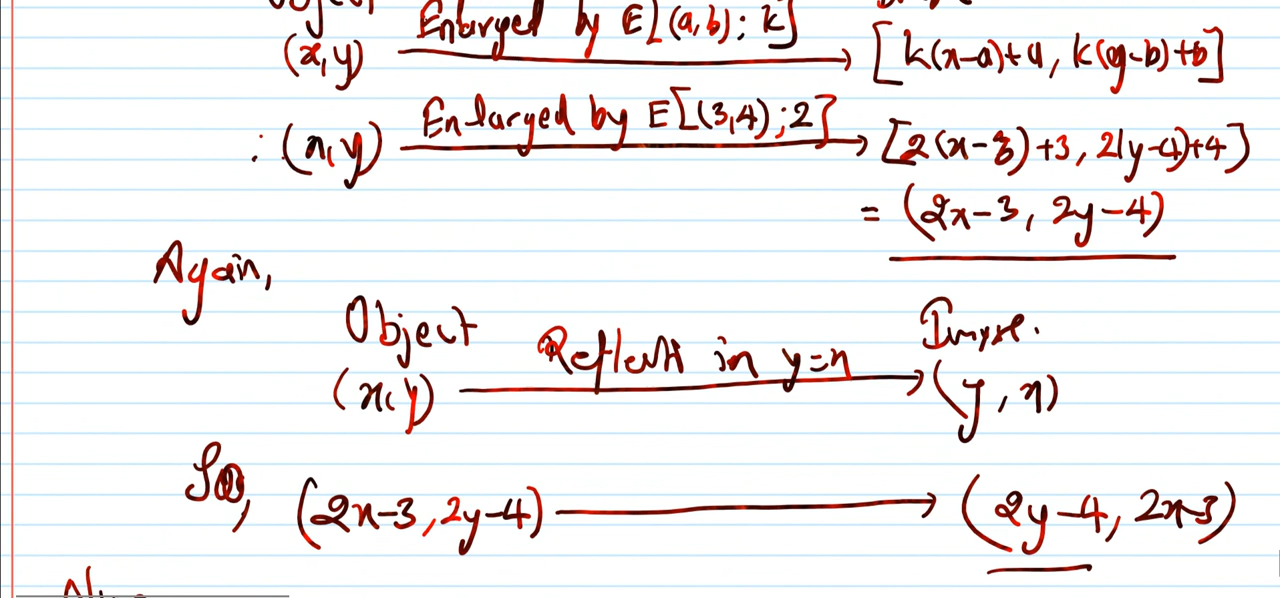 Object
(x,y) Enlarged by E[(a,b); k] → [k(x-a)+a, k(y-b)+b]
∴ (x,y) Enlarged by E[(3,4);2] → [2(x-3)+3, 2(y-4)+4]
= (2x-3, 2y-4)
Again,
Object Image.
(x,y) Reflect in y=x → (y, x)
So, (2x-3, 2y-4) → (2y-4, 2x-3)